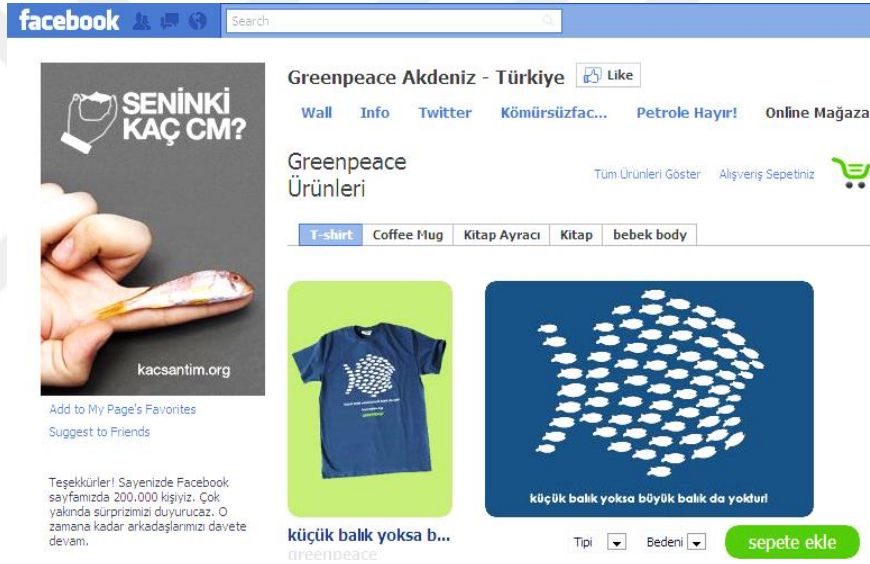 facebook
Search
SENİNKİ
KAÇ CM?
kacsantim.org
Add to My Page's Favorites
Suggest to Friends
Teşekkürler! Sayenizde Facebook
sayfamızda 200.000 kişiyiz. Çok
yakında sürprizimizi duyurucaz. O
zamana kadar arkadaşlarımızı davete
devam.
Greenpeace Akdeniz - Türkiye Like
Wall Info Twitter Kömürsüzfac... Petrole Hayır! Online Mağaza
Greenpeace
Ürünleri
Tüm Ürünleri Göster Alışveriş Sepetiniz
T-shirt Coffee Mug Kitap Ayracı Kitap bebek body
küçük balık yoksa büyük balık da yoktur!
küçük balık yoksa b...
greenpeace
Tipi Bedeni sepete ekle